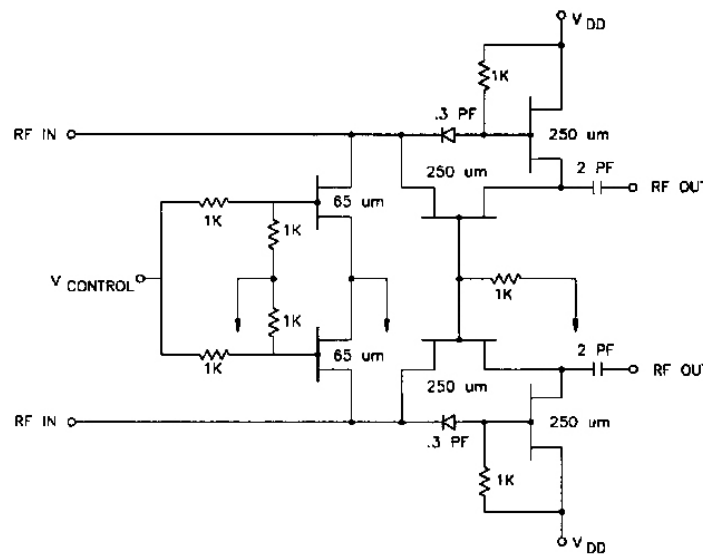 V DD
1K
.3 PF
RF IN
250 um
2 PF
250 um
RF OUT
65 um
1K
1K
V CONTROL
1K
1K
2 PF
65 um
1K
RF OUT
250 um
RF IN
250 um
.3 PF
1K
V DD